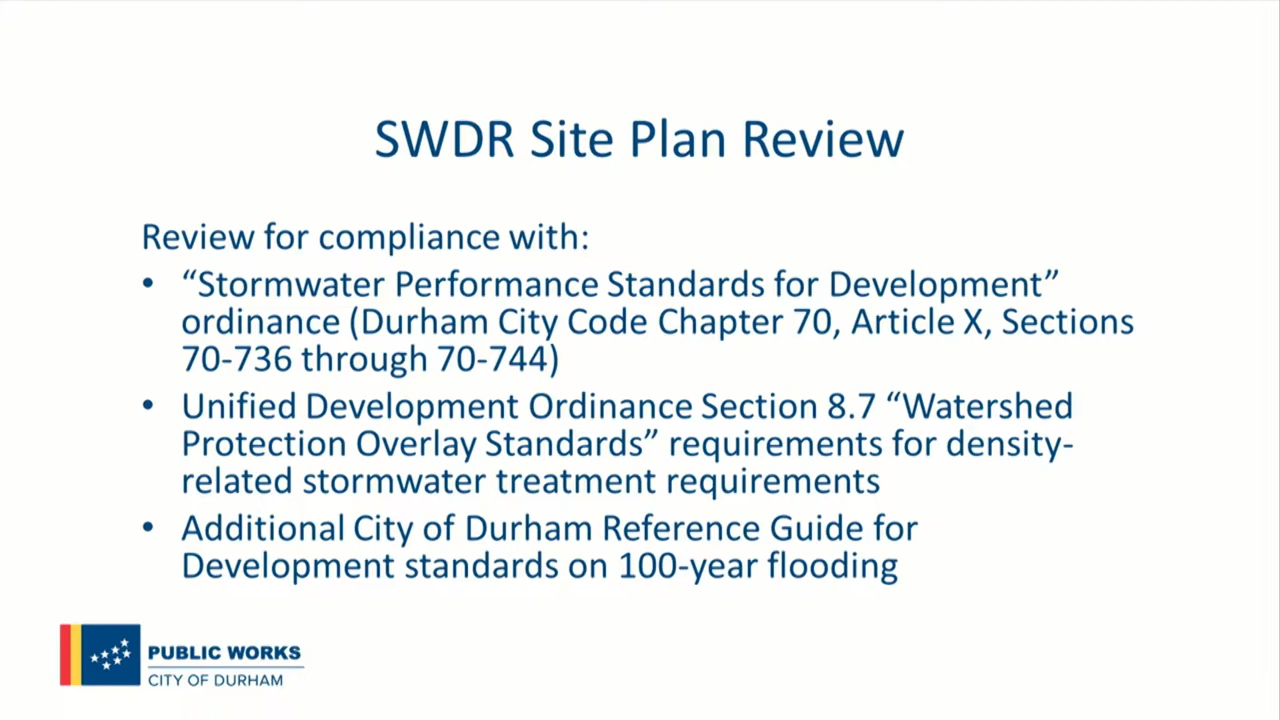 SWDR Site Plan Review
Review for compliance with:
• “Stormwater Performance Standards for Development”
ordinance (Durham City Code Chapter 70, Article X, Sections
70-736 through 70-744)
• Unified Development Ordinance Section 8.7 “Watershed
Protection Overlay Standards” requirements for density-
related stormwater treatment requirements
• Additional City of Durham Reference Guide for
Development standards on 100-year flooding
PUBLIC WORKS
CITY OF DURHAM